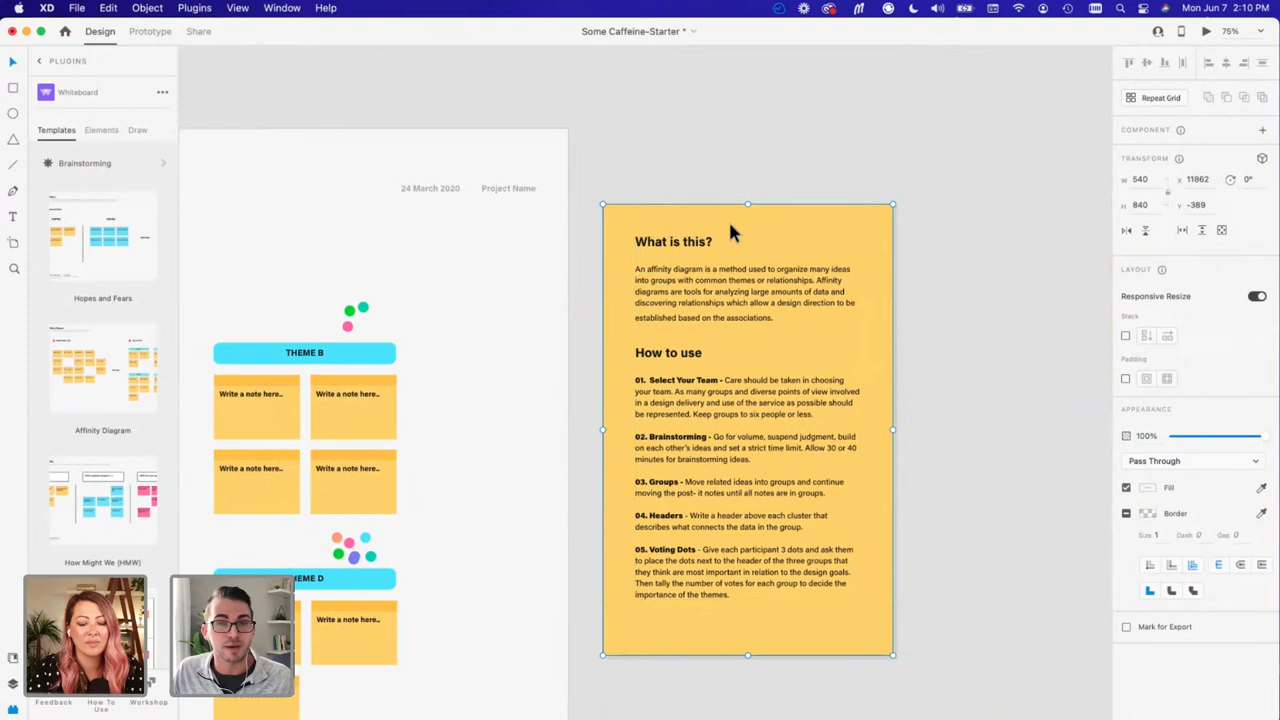 XD File Edit Object Plugins View Window Help Mon Jun 7 2:10 PM
Design Prototype Share Some Caffeine-Starter * 75%
PLUGINS
Whiteboard
Templates Elements Draw
Brainstorming
Hopes and Fears
Affinity Diagram
How Might We (HMW)
Feedback How To Use Workshop
24 March 2020 Project Name
THEME B
Write a note here.. Write a note here..
Write a note here.. Write a note here..
THEME D
Write a note here..
What is this?
An affinity diagram is a method used to organize many ideas
into groups with common themes or relationships. Affinity
diagrams are tools for analyzing large amounts of data and
discovering relationships which allow a design direction to be
established based on the associations.
How to use
01. Select Your Team - Care should be taken in choosing
your team. As many groups and diverse points of view involved
in a design delivery and use of the service as possible should
be represented. Keep groups to six people or less.
02. Brainstorming - Go for volume, suspend judgment, build
on each other's ideas and set a strict time limit. Allow 30 or 40
minutes for brainstorming ideas.
03. Groups - Move related ideas into groups and continue
moving the post- it notes until all notes are in groups.
04. Headers - Write a header above each cluster that
describes what connects the data in the group.
05. Voting Dots - Give each participant 3 dots and ask them
to place the dots next to the header of the three groups that
they think are most important in relation to the design goals.
Then tally the number of votes for each group to decide the
importance of the themes.
Repeat Grid
COMPONENT
TRANSFORM
W 540 X 11862 0°
H 840 Y -389
LAYOUT
Responsive Resize
Stack
Padding
APPEARANCE
100%
Pass Through
Fill
Border
Size 1 Dash 0 Gap 0
Mark for Export